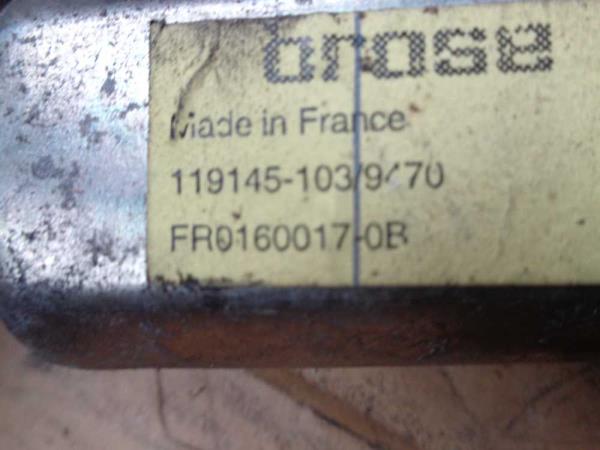 brose
Made in France
119145-103/9470
FR0160017-0B